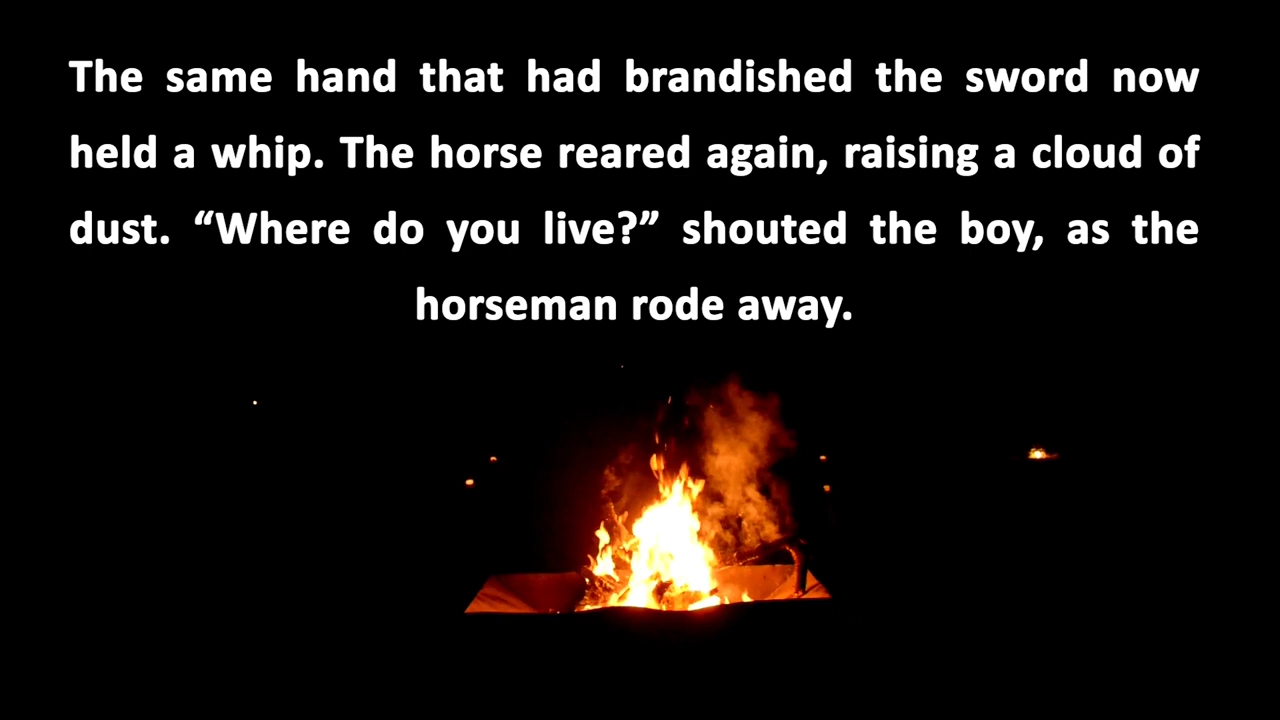 The same hand that had brandished the sword now
held a whip. The horse reared again, raising a cloud of
dust. “Where do you live?” shouted the boy, as the
horseman rode away.